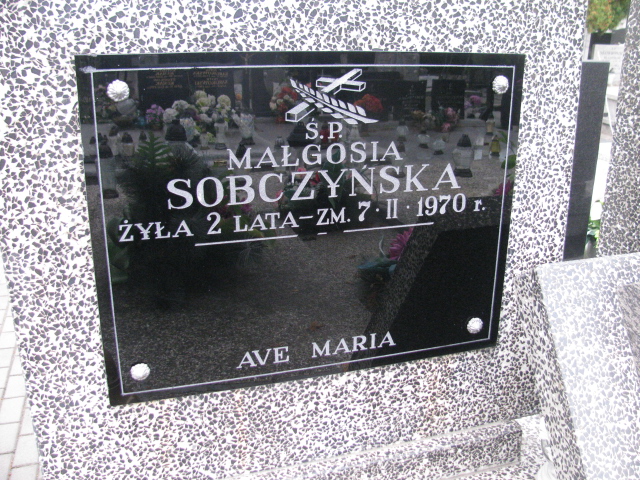 Ś.P.
MAŁGOSIA
SOBCZYŃSKA
ŻYŁA 2 LATA-ZM. 7·II·1970 r.
AVE MARIA